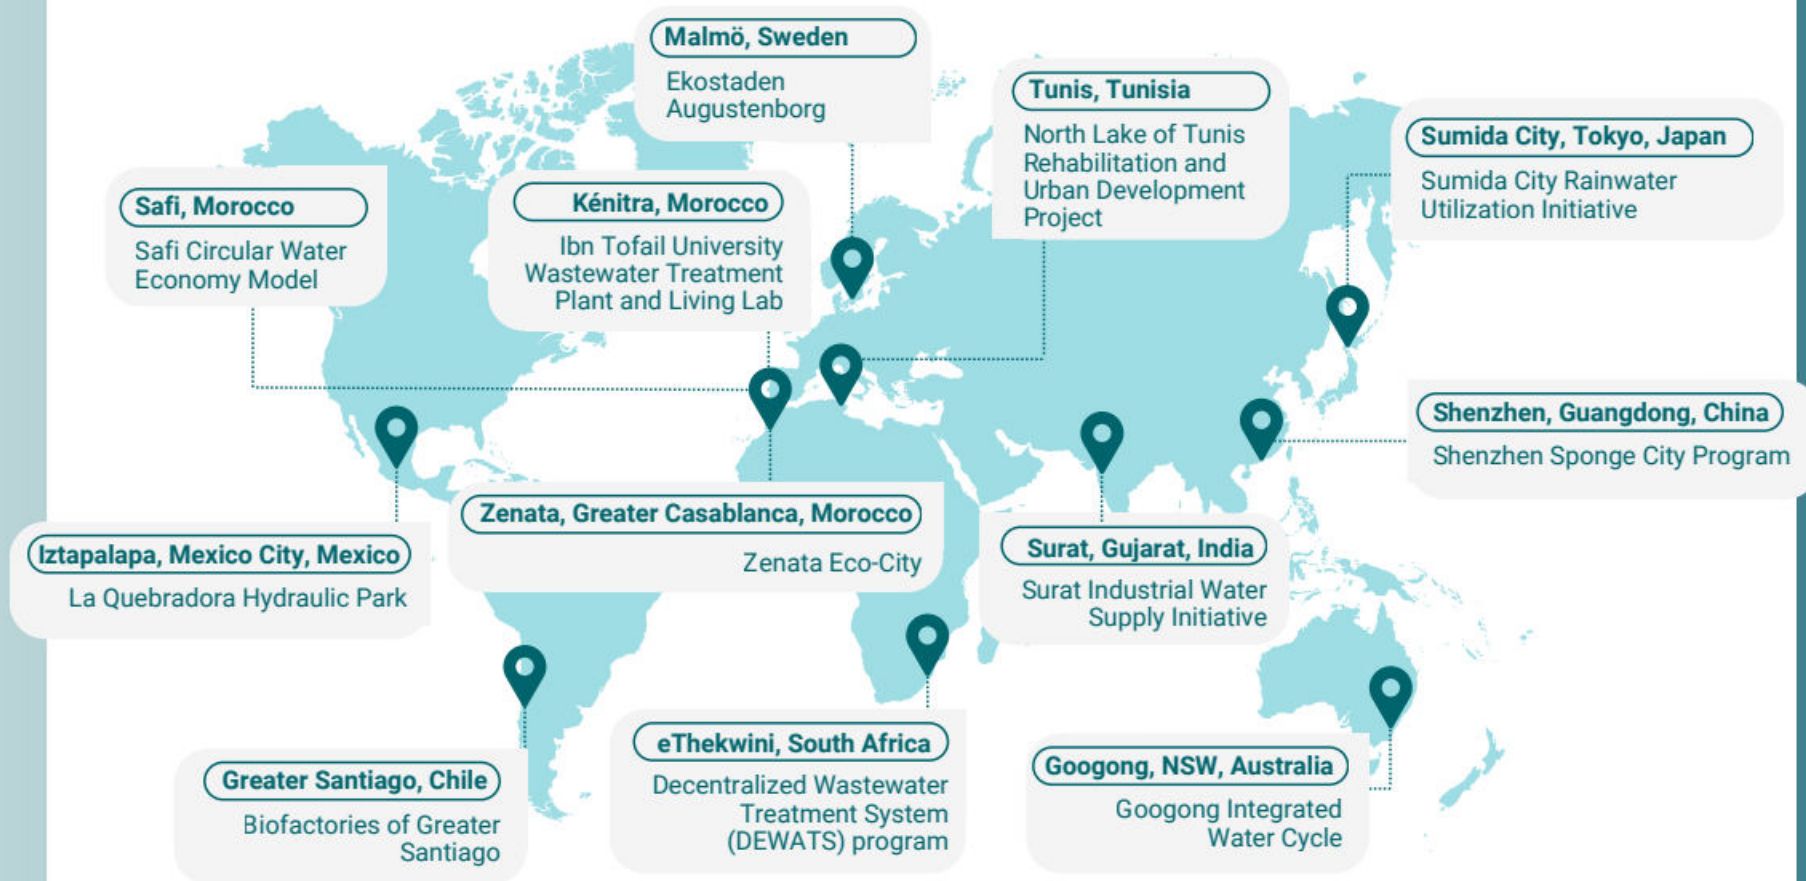 Malmö, Sweden
Ekostaden
Augustenborg
Tunis, Tunisia
North Lake of Tunis
Rehabilitation and
Urban Development
Project
Sumida City, Tokyo, Japan
Sumida City Rainwater
Utilization Initiative
Safi, Morocco
Safi Circular Water
Economy Model
Kénitra, Morocco
Ibn Tofail University
Wastewater Treatment
Plant and Living Lab
Shenzhen, Guangdong, China
Shenzhen Sponge City Program
Iztapalapa, Mexico City, Mexico
La Quebradora Hydraulic Park
Zenata, Greater Casablanca, Morocco
Zenata Eco-City
Surat, Gujarat, India
Surat Industrial Water
Supply Initiative
Greater Santiago, Chile
Biofactories of Greater
Santiago
eThekwini, South Africa
Decentralized Wastewater
Treatment System
(DEWATS) program
Googong, NSW, Australia
Googong Integrated
Water Cycle